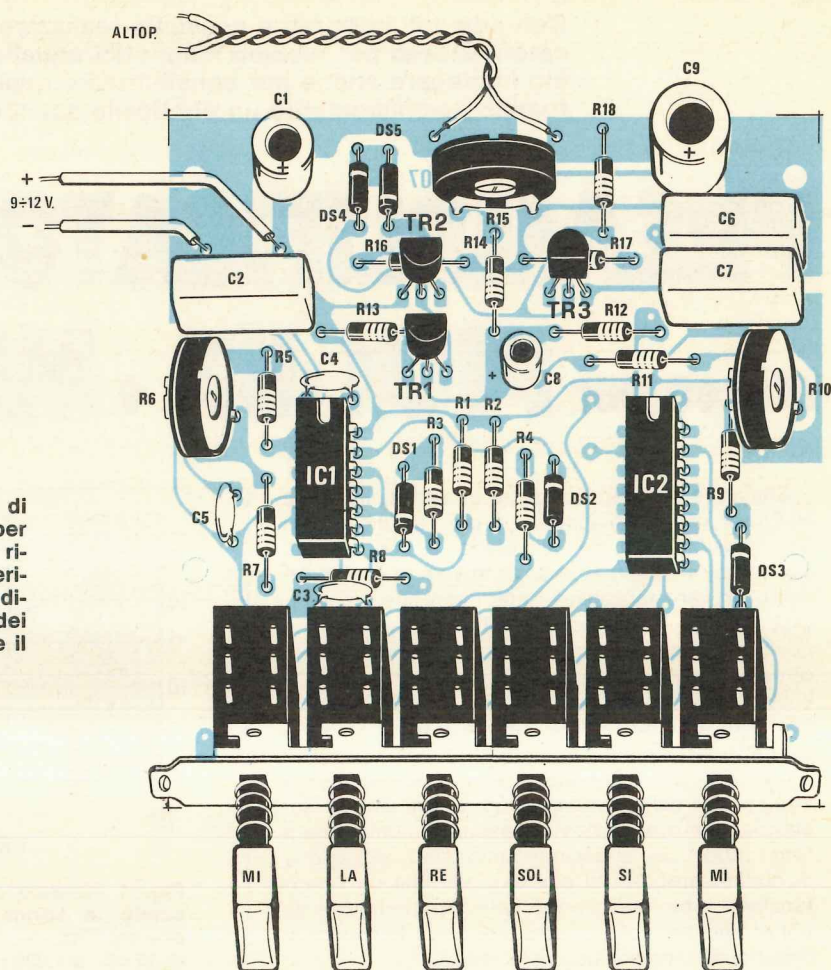 ALTOP.
C1
DS5
C9
R18
+
9÷12 V.
-
DS4
TR2
R15
R14
R16
R17
C6
TR3
C7
C2
R13
R12
TR1
C8
+
R11
R5
C4
R6
R10
R1
R2
R3
R4
IC1
DS1
IC2
DS2
R9
C5
R7
R8
DS3
C3
di
per
ri-
eri-
di-
dei
e il
MI
LA
RE
SOL
SI
MI